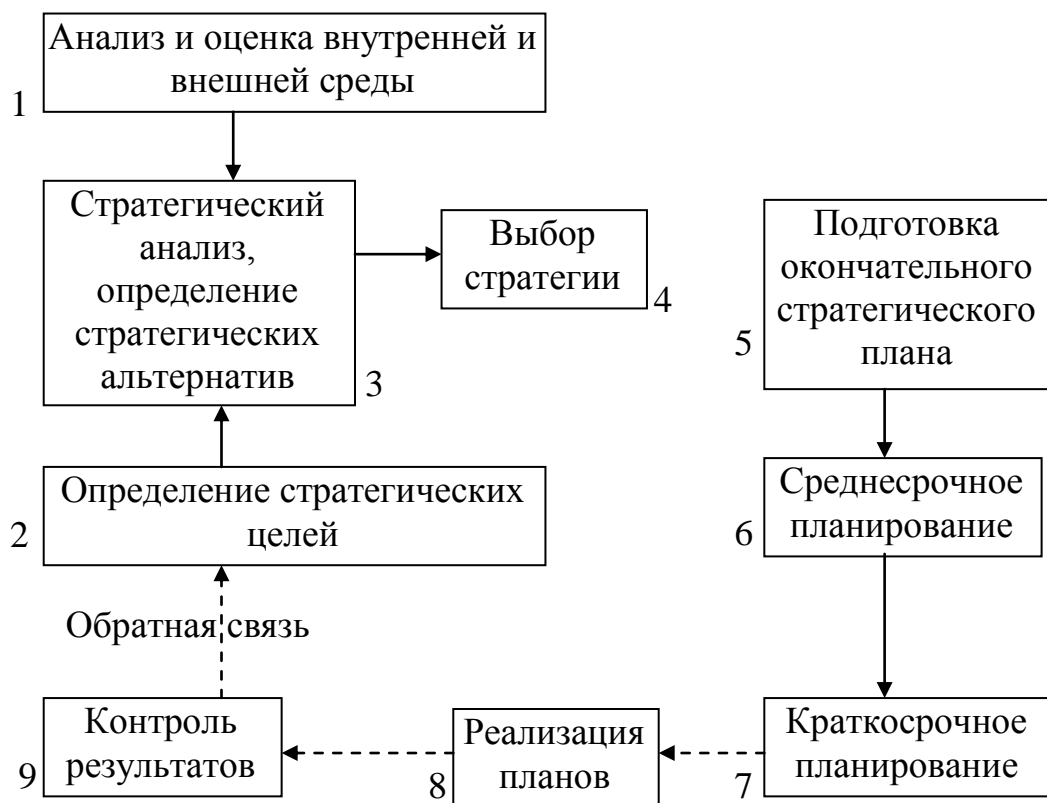 Анализ и оценка внутренней и
внешней среды
1
Стратегический
анализ,
определение
стратегических
альтернатив
3
Выбор
стратегии
4
Подготовка
окончательного
стратегического
плана
5
Определение стратегических
целей
2
Среднесрочное
планирование
6
Обратная связь
Контроль
результатов
9
Реализация
планов
8
Краткосрочное
планирование
7